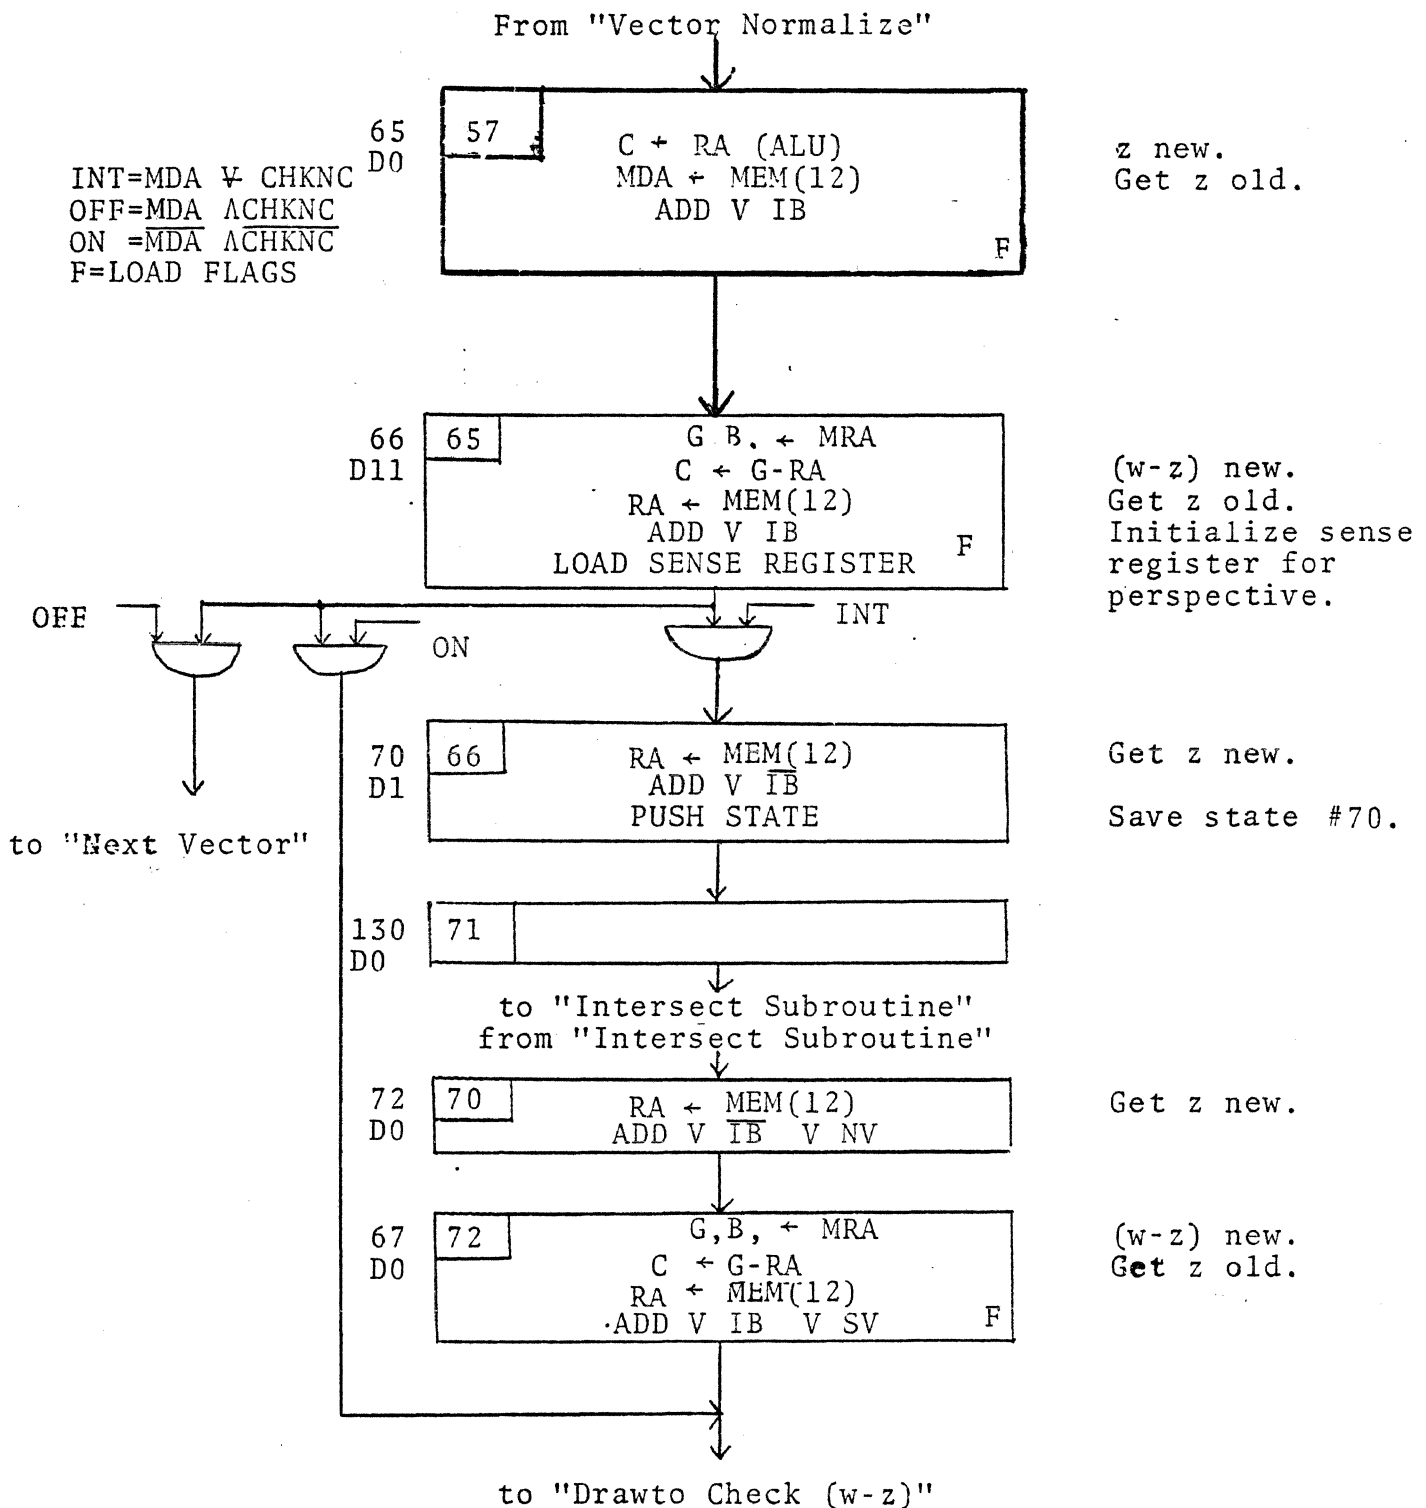 From "Vector Normalize"
65 57
D0
C ← RA (ALU)
MDA ← MEM(12)
ADD V IB
F
z new.
Get z old.
INT=MDA ⊻ CHKNC
OFF=MDA ΛCHKNC
ON =M̅D̅A̅ ΛC̅H̅K̅N̅C̅
F=LOAD FLAGS
66 65
D11
G B. ← MRA
C ← G-RA
RA ← MEM(12)
ADD V IB
LOAD SENSE REGISTER
F
(w-z) new.
Get z old.
Initialize sense
register for
perspective.
OFF
ON
INT
70 66
D1
RA ← MEM(12)
ADD V I̅B̅
PUSH STATE
Get z new.
Save state #70.
to "Next Vector"
130 71
D0
to "Intersect Subroutine"
from "Intersect Subroutine"
72 70
D0
RA ← MEM(12)
ADD V I̅B̅ V NV
Get z new.
67 72
D0
G,B, ← MRA
C ← G-RA
RA ← MEM(12)
ADD V IB V SV
F
(w-z) new.
Get z old.
to "Drawto Check (w-z)"